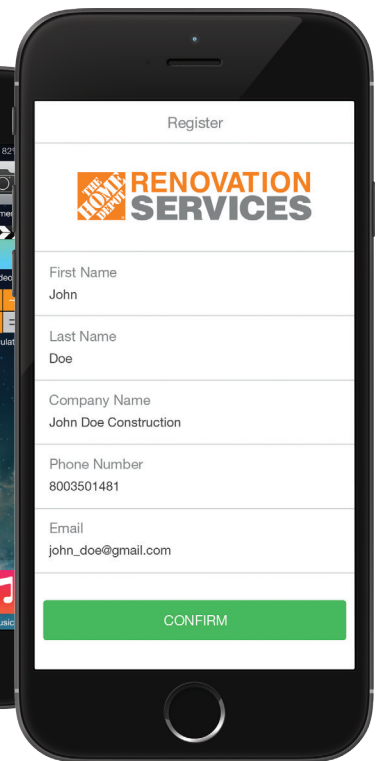 Register
THE
HOME
DEPOT
RENOVATION
SERVICES
First Name
John
Last Name
Doe
Company Name
John Doe Construction
Phone Number
8003501481
Email
john_doe@gmail.com
CONFIRM
82%